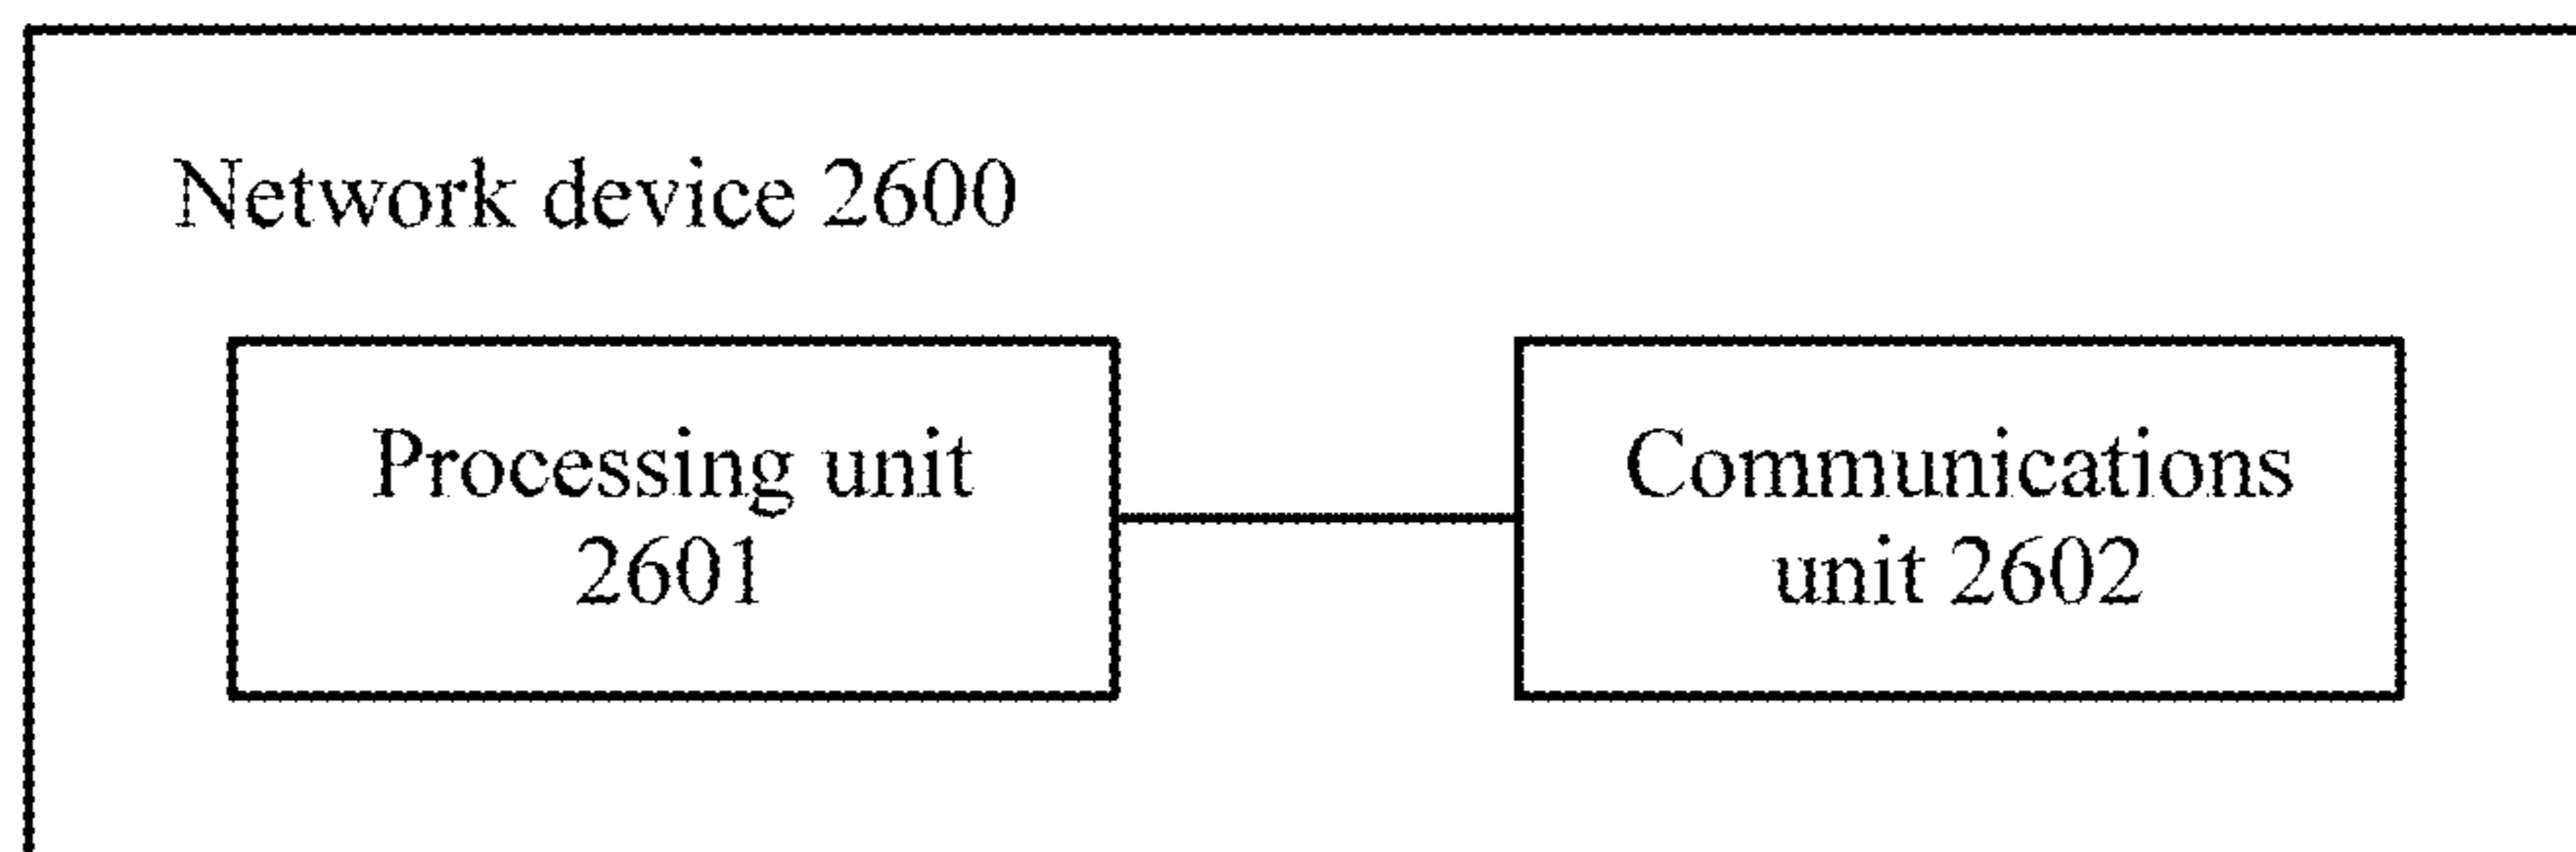 Network device 2600
Processing unit
2601
Communications
unit 2602